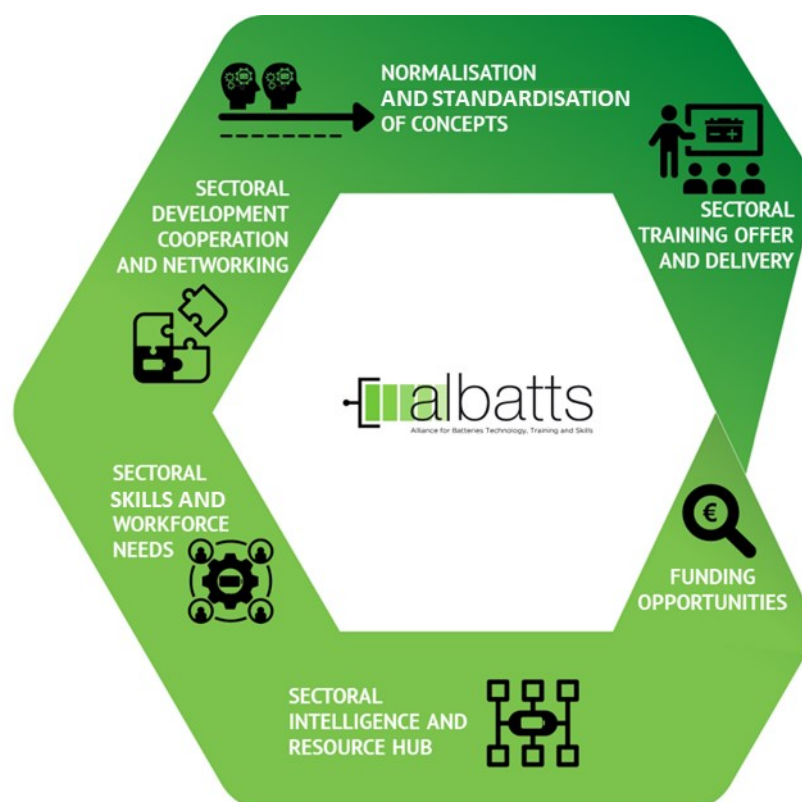 NORMALISATION
AND STANDARDISATION
OF CONCEPTS
SECTORAL
TRAINING OFFER
AND DELIVERY
SECTORAL
DEVELOPMENT
COOPERATION
AND NETWORKING
albatts
Alliance for Batteries Technology, Training and Skills
SECTORAL
SKILLS AND
WORKFORCE
NEEDS
€
FUNDING
OPPORTUNITIES
SECTORAL
INTELLIGENCE AND
RESOURCE HUB